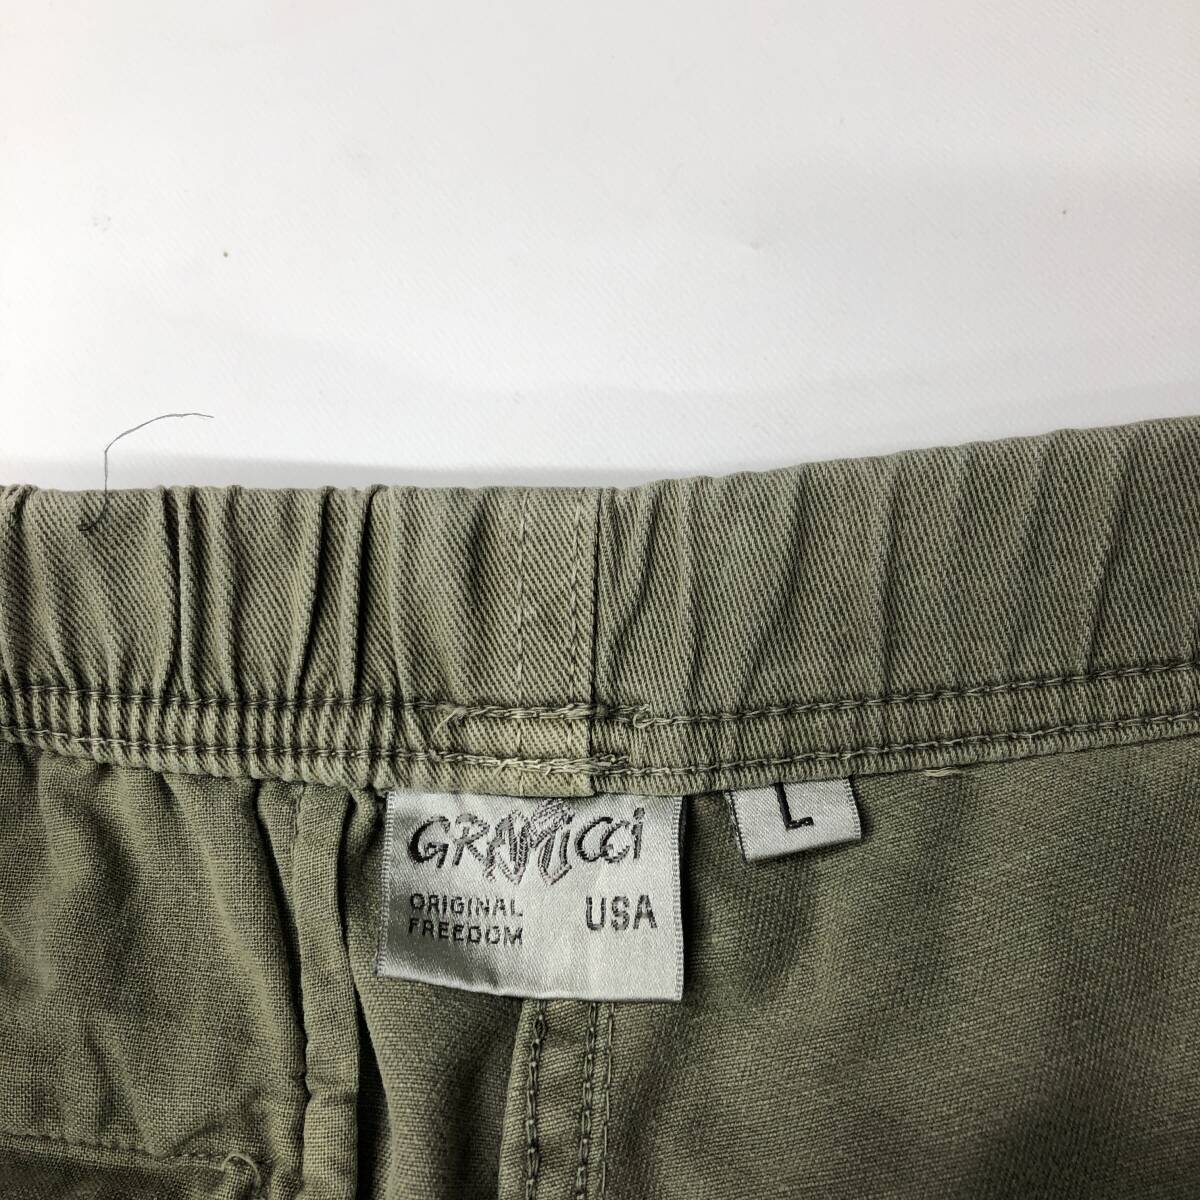 GRAMiCCi
ORIGINAL
FREEDOM
USA
L